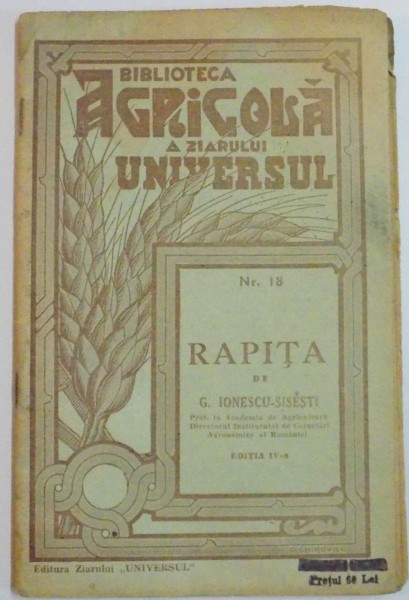 BIBLIOTECA
AGRICOLĂ
A ZIARULUI
UNIVERSUL
Nr. 18
RAPIȚA
DE
G. IONESCU-SISEȘTI
Prof. la Academia de Agricultură
Directorul Institutului de Cercetări
Agronomice al României
EDIȚIA IV-a
Editura Ziarului „UNIVERSUL"
Prețul 60 Lei